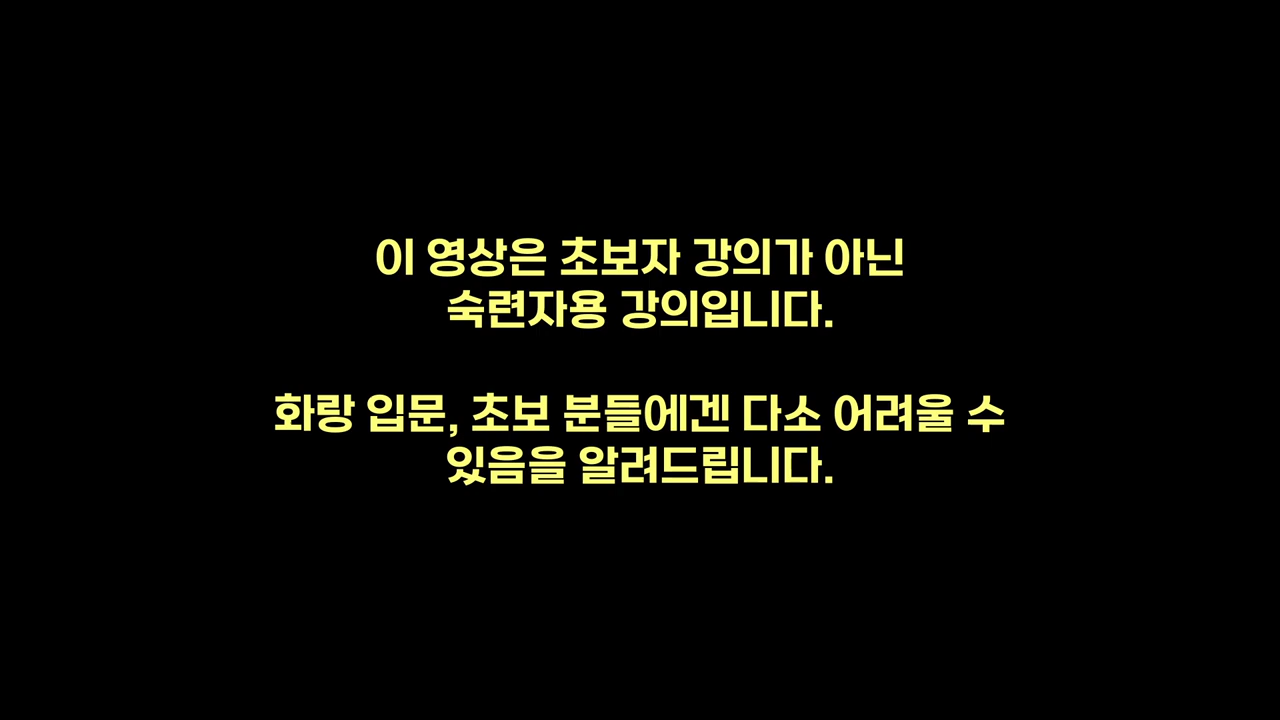 이 영상은 초보자 강의가 아닌
숙련자용 강의입니다.
화랑 입문, 초보 분들에겐 다소 어려울 수
있음을 알려드립니다.